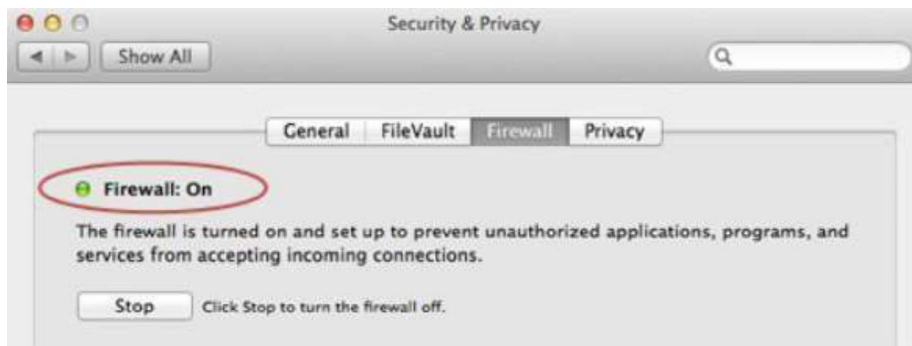 Security & Privacy
Show All
General FileVault Firewall Privacy
Firewall: On
The firewall is turned on and set up to prevent unauthorized applications, programs, and
services from accepting incoming connections.
Stop Click Stop to turn the firewall off.